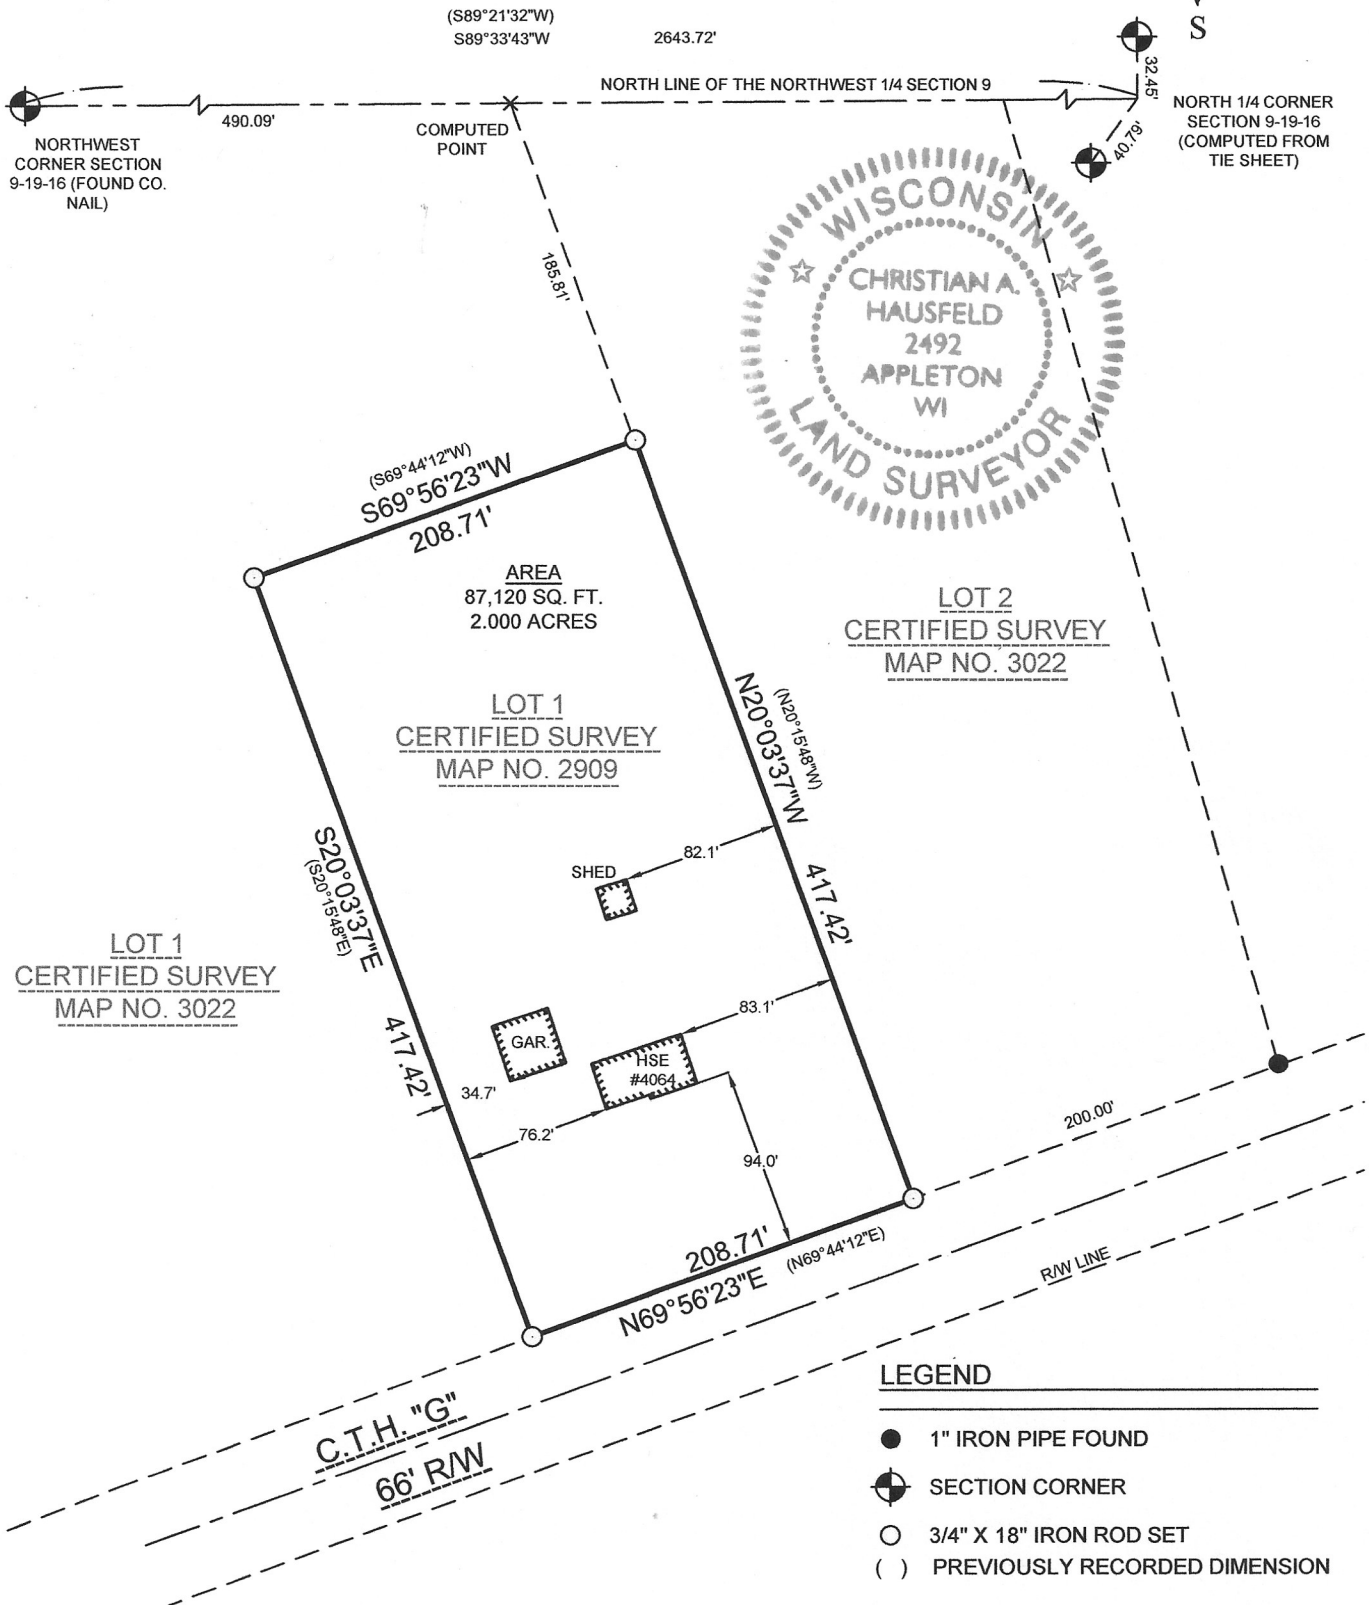 (S89°21'32"W)
S89°33'43"W 2643.72'
S
32.45'
NORTH LINE OF THE NORTHWEST 1/4 SECTION 9
490.09'
COMPUTED
POINT
NORTHWEST
CORNER SECTION
9-19-16 (FOUND CO.
NAIL)
40.79'
NORTH 1/4 CORNER
SECTION 9-19-16
(COMPUTED FROM
TIE SHEET)
185.81'
WISCONSIN
CHRISTIAN A.
HAUSFELD
2492
APPLETON
WI
LAND SURVEYOR
(S69°44'12"W)
S69°56'23"W
208.71'
AREA
87,120 SQ. FT.
2.000 ACRES
LOT 1
CERTIFIED SURVEY
MAP NO. 2909
LOT 2
CERTIFIED SURVEY
MAP NO. 3022
(N20°15'48"W)
N20°03'37"W
417.42'
S20°03'37"E
(S20°15'48"E)
417.42'
LOT 1
CERTIFIED SURVEY
MAP NO. 3022
SHED
82.1'
83.1'
GAR.
HSE
#4064
34.7'
76.2'
94.0'
200.00'
208.71'
N69°56'23"E
(N69°44'12"E)
R/W LINE
C.T.H. "G"
66' R/W
LEGEND
1" IRON PIPE FOUND
SECTION CORNER
3/4" X 18" IRON ROD SET
( ) PREVIOUSLY RECORDED DIMENSION